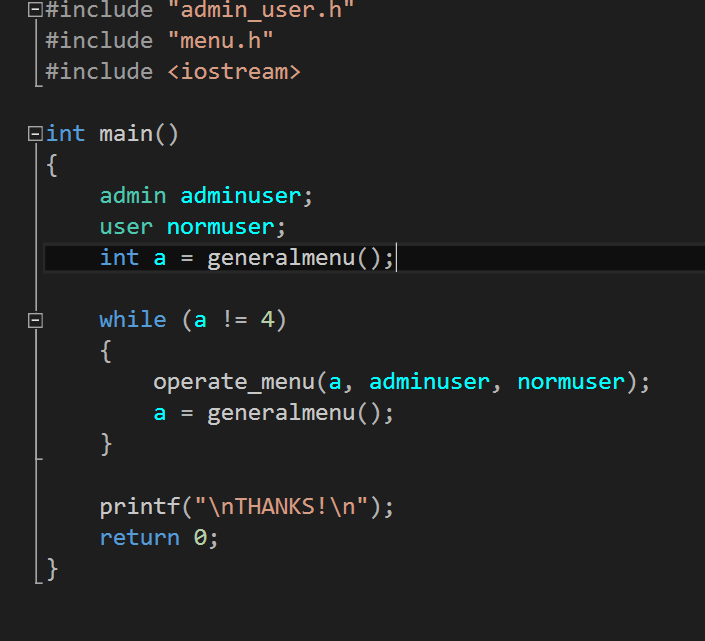 #include "admin_user.h"
#include "menu.h"
#include <iostream>
int main()
{
admin adminuser;
user normuser;
int a = generalmenu();
while (a != 4)
{
operate_menu(a, adminuser, normuser);
a = generalmenu();
}
printf("\nTHANKS!\n");
return 0;
}